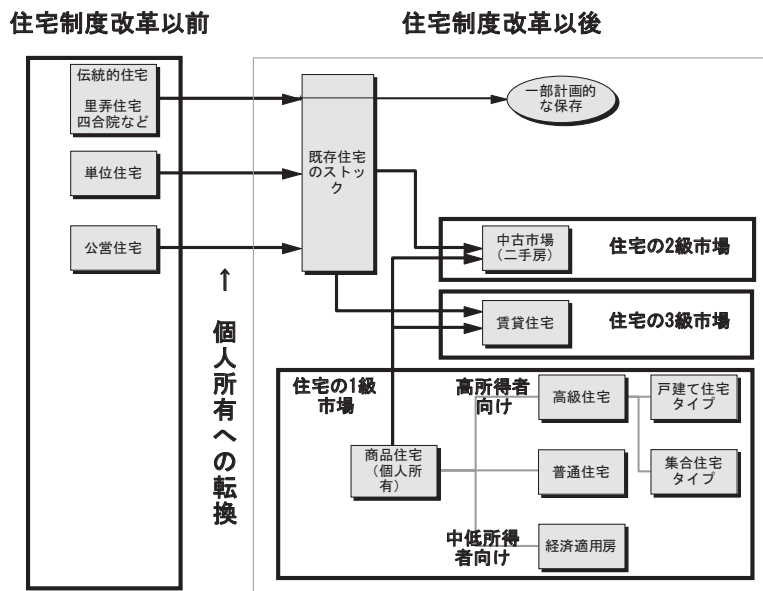 住宅制度改革以前
住宅制度改革以後
伝統的住宅
里弄住宅
四合院など
単位住宅
公営住宅
↑
個人所有への転換
既存住宅
のストッ
ク
一部計画的
な保存
中古市場
(二手房)
住宅の2級市場
賃貸住宅
住宅の3級市場
住宅の1級
市場
高所得者
向け
高級住宅
戸建て住宅
タイプ
商品住宅
(個人所
有)
普通住宅
集合住宅
タイプ
中低所得
者向け
経済適用房